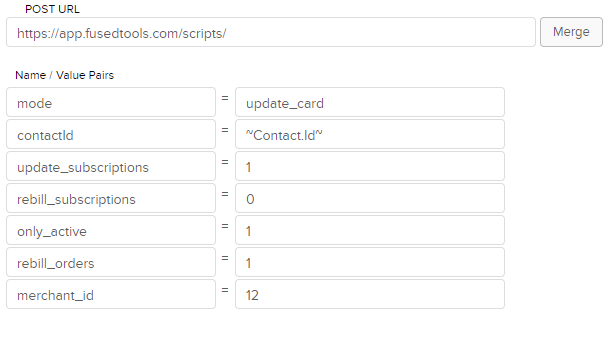 POST URL
https://app.fusedtools.com/scripts/ Merge
Name / Value Pairs
mode = update_card
contactId = ~Contact.Id~
update_subscriptions = 1
rebill_subscriptions = 0
only_active = 1
rebill_orders = 1
merchant_id = 12